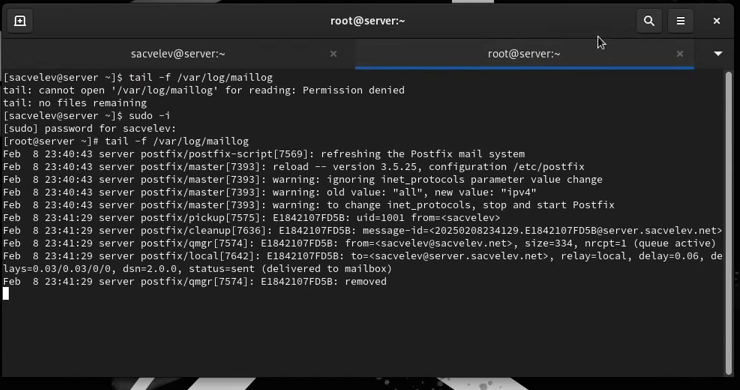 root@server:~
sacvelev@server:~
root@server:~
[sacvelev@server ~]$ tail -f /var/log/maillog
tail: cannot open '/var/log/maillog' for reading: Permission denied
tail: no files remaining
[sacvelev@server ~]$ sudo -i
[sudo] password for sacvelev:
[root@server ~]# tail -f /var/log/maillog
Feb  8 23:40:43 server postfix/postfix-script[7569]: refreshing the Postfix mail system
Feb  8 23:40:43 server postfix/master[7393]: reload -- version 3.5.25, configuration /etc/postfix
Feb  8 23:40:43 server postfix/master[7393]: warning: ignoring inet_protocols parameter value change
Feb  8 23:40:43 server postfix/master[7393]: warning: old value: "all", new value: "ipv4"
Feb  8 23:40:43 server postfix/master[7393]: warning: to change inet_protocols, stop and start Postfix
Feb  8 23:41:29 server postfix/pickup[7575]: E1842107FD5B: uid=1001 from=<sacvelev>
Feb  8 23:41:29 server postfix/cleanup[7636]: E1842107FD5B: message-id=<20250208234129.E1842107FD5B@server.sacvelev.net>
Feb  8 23:41:29 server postfix/qmgr[7574]: E1842107FD5B: from=<sacvelev@sacvelev.net>, size=334, nrcpt=1 (queue active)
Feb  8 23:41:29 server postfix/local[7642]: E1842107FD5B: to=<sacvelev@server.sacvelev.net>, relay=local, delay=0.06, de
lays=0.03/0.03/0/0, dsn=2.0.0, status=sent (delivered to mailbox)
Feb  8 23:41:29 server postfix/qmgr[7574]: E1842107FD5B: removed